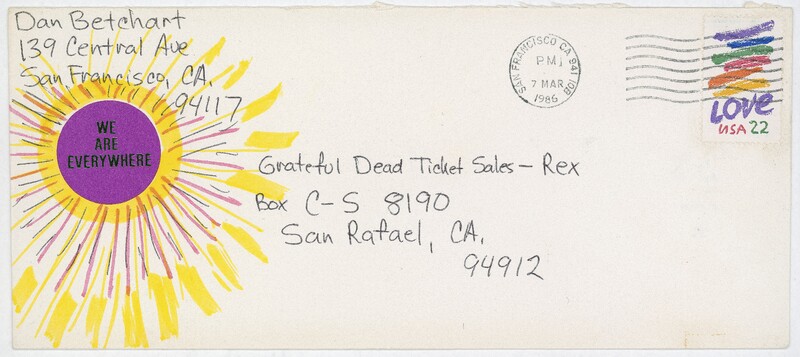 Dan Betchart
139 Central Ave
San Francisco, CA.
94117
SAN FRANCISCO CA 941
PM
7 MAR
1986
LOVE
USA 22
WE
ARE
EVERYWHERE
Grateful Dead Ticket Sales - Rex
Box C-S 8190
San Rafael, CA.
94912